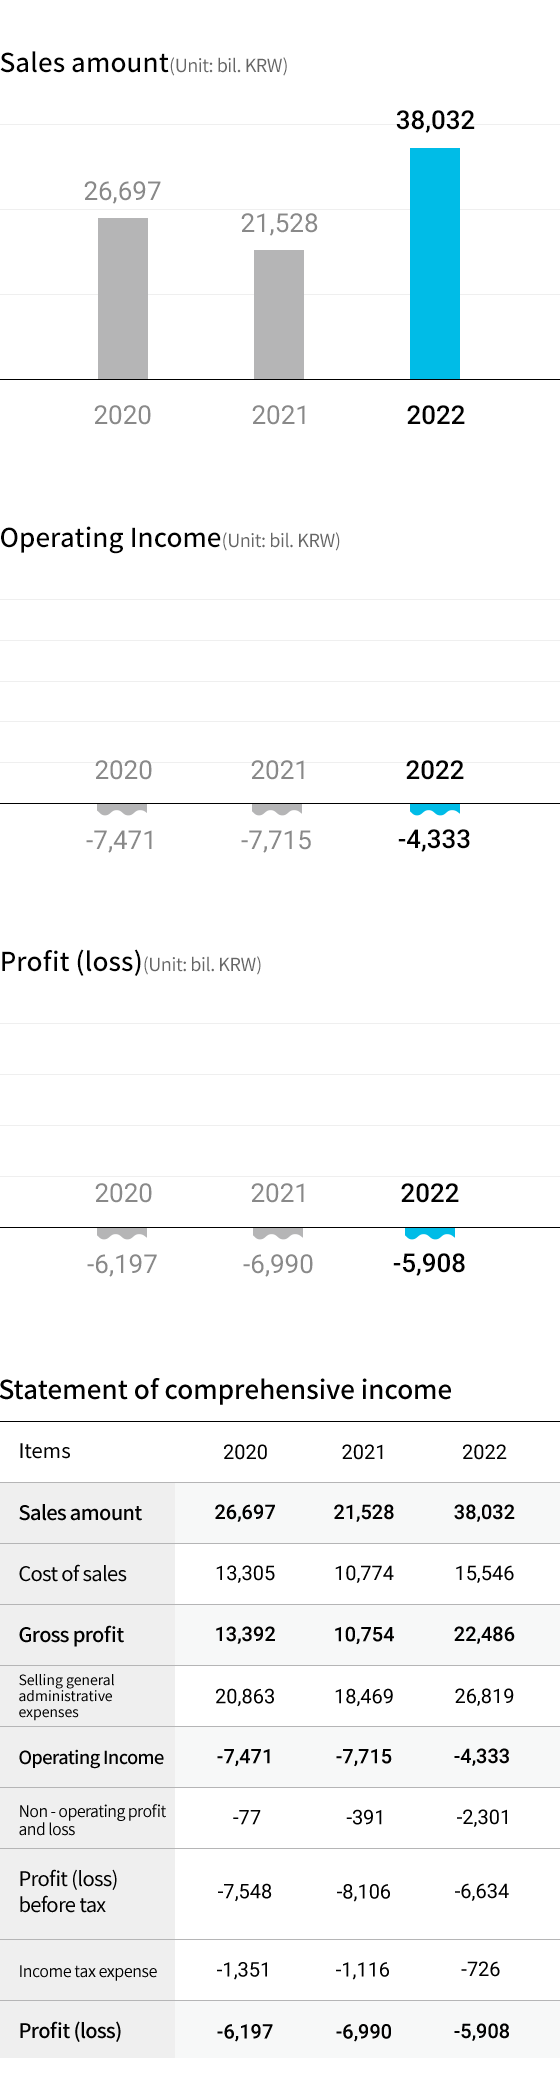 Sales amount(Unit: bil. KRW)
38,032
26,697
21,528
2020 2021 2022
Operating Income(Unit: bil. KRW)
2020 2021 2022
-7,471 -7,715 -4,333
Profit (loss)(Unit: bil. KRW)
2020 2021 2022
-6,197 -6,990 -5,908
Statement of comprehensive income
Items 2020 2021 2022
Sales amount 26,697 21,528 38,032
Cost of sales 13,305 10,774 15,546
Gross profit 13,392 10,754 22,486
Selling general
administrative
expenses
20,863 18,469 26,819
Operating Income -7,471 -7,715 -4,333
Non - operating profit
and loss
-77 -391 -2,301
Profit (loss)
before tax
-7,548 -8,106 -6,634
Income tax expense -1,351 -1,116 -726
Profit (loss) -6,197 -6,990 -5,908